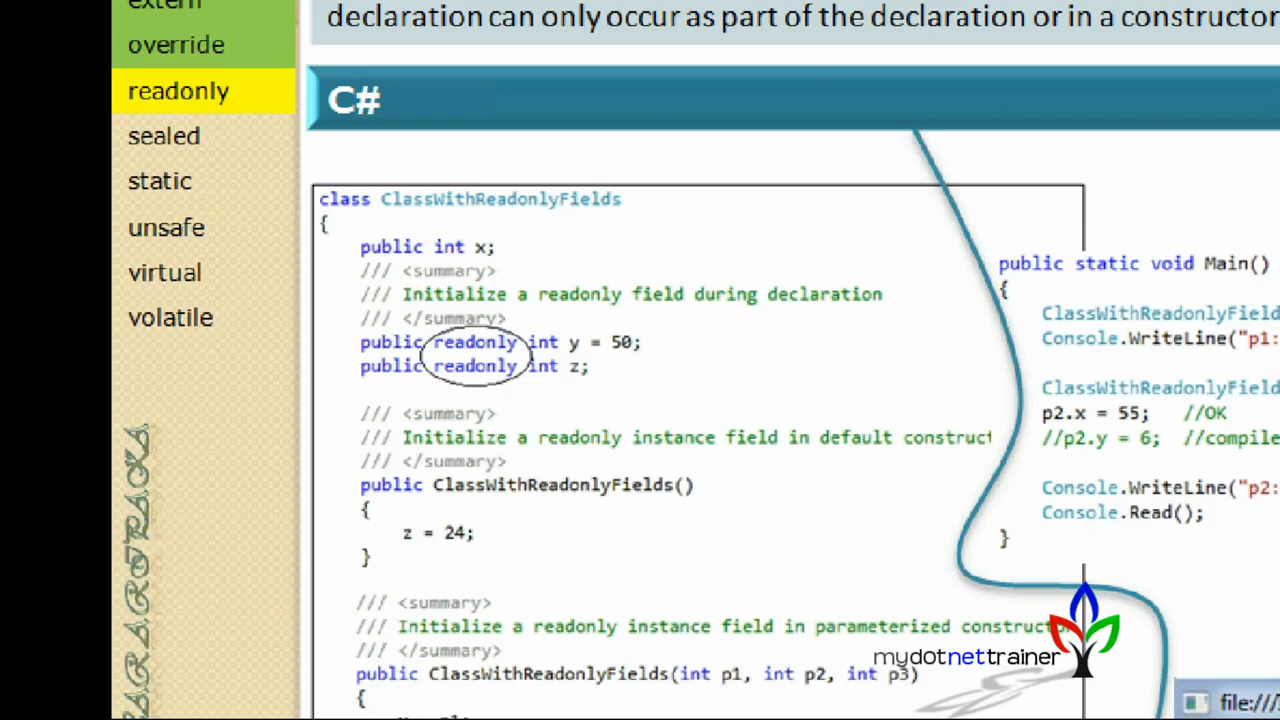 extern
override
readonly
sealed
static
unsafe
virtual
volatile
declaration can only occur as part of the declaration or in a constructor
C#
class ClassWithReadonlyFields
{
public int x;
/// <summary>
/// Initialize a readonly field during declaration
/// </summary>
public readonly int y = 50;
public readonly int z;
/// <summary>
/// Initialize a readonly instance field in default construct
/// </summary>
public ClassWithReadonlyFields()
{
z = 24;
}
/// <summary>
/// Initialize a readonly instance field in parameterized constructo
/// </summary>
public ClassWithReadonlyFields(int p1, int p2, int p3)
{
public static void Main()
{
ClassWithReadonlyField
Console.WriteLine("p1:
ClassWithReadonlyField
p2.x = 55; //OK
//p2.y = 6; //compile
Console.WriteLine("p2:
Console.Read();
}
mydotnettrainer
file:///